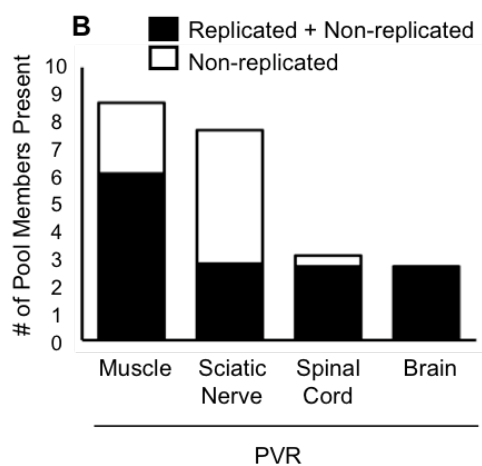 B
Replicated + Non-replicated
Non-replicated
# of Pool Members Present
10
9
8
7
6
5
4
3
2
1
0
Muscle
Sciatic
Nerve
Spinal
Cord
Brain
PVR